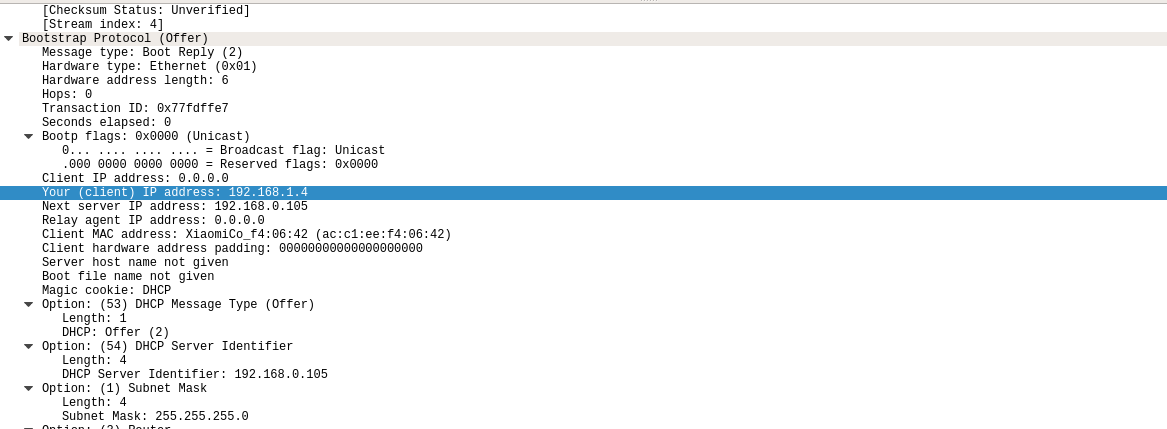 [Checksum Status: Unverified]
[Stream index: 4]
Bootstrap Protocol (Offer)
Message type: Boot Reply (2)
Hardware type: Ethernet (0x01)
Hardware address length: 6
Hops: 0
Transaction ID: 0x77fdffe7
Seconds elapsed: 0
Bootp flags: 0x0000 (Unicast)
0... .... .... .... = Broadcast flag: Unicast
.000 0000 0000 0000 = Reserved flags: 0x0000
Client IP address: 0.0.0.0
Your (client) IP address: 192.168.1.4
Next server IP address: 192.168.0.105
Relay agent IP address: 0.0.0.0
Client MAC address: XiaomiCo_f4:06:42 (ac:c1:ee:f4:06:42)
Client hardware address padding: 00000000000000000000
Server host name not given
Boot file name not given
Magic cookie: DHCP
Option: (53) DHCP Message Type (Offer)
Length: 1
DHCP: Offer (2)
Option: (54) DHCP Server Identifier
Length: 4
DHCP Server Identifier: 192.168.0.105
Option: (1) Subnet Mask
Length: 4
Subnet Mask: 255.255.255.0
Option: (3) Router